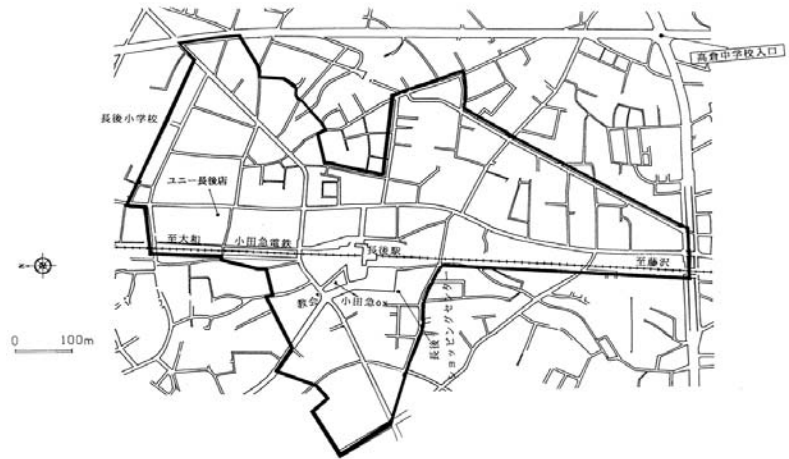 高倉中学校入口
長後小学校
ユニー長後店
至大和
小田急電鉄
長後駅
至藤沢
N
教会
小田急ox
長後
ショッピングセンタ
0 100m